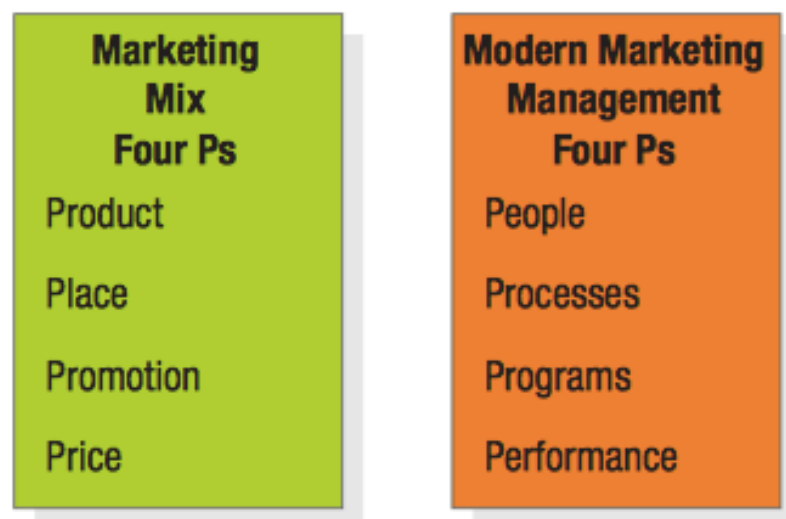 Marketing
Mix
Four Ps
Product
Place
Promotion
Price
Modern Marketing
Management
Four Ps
People
Processes
Programs
Performance